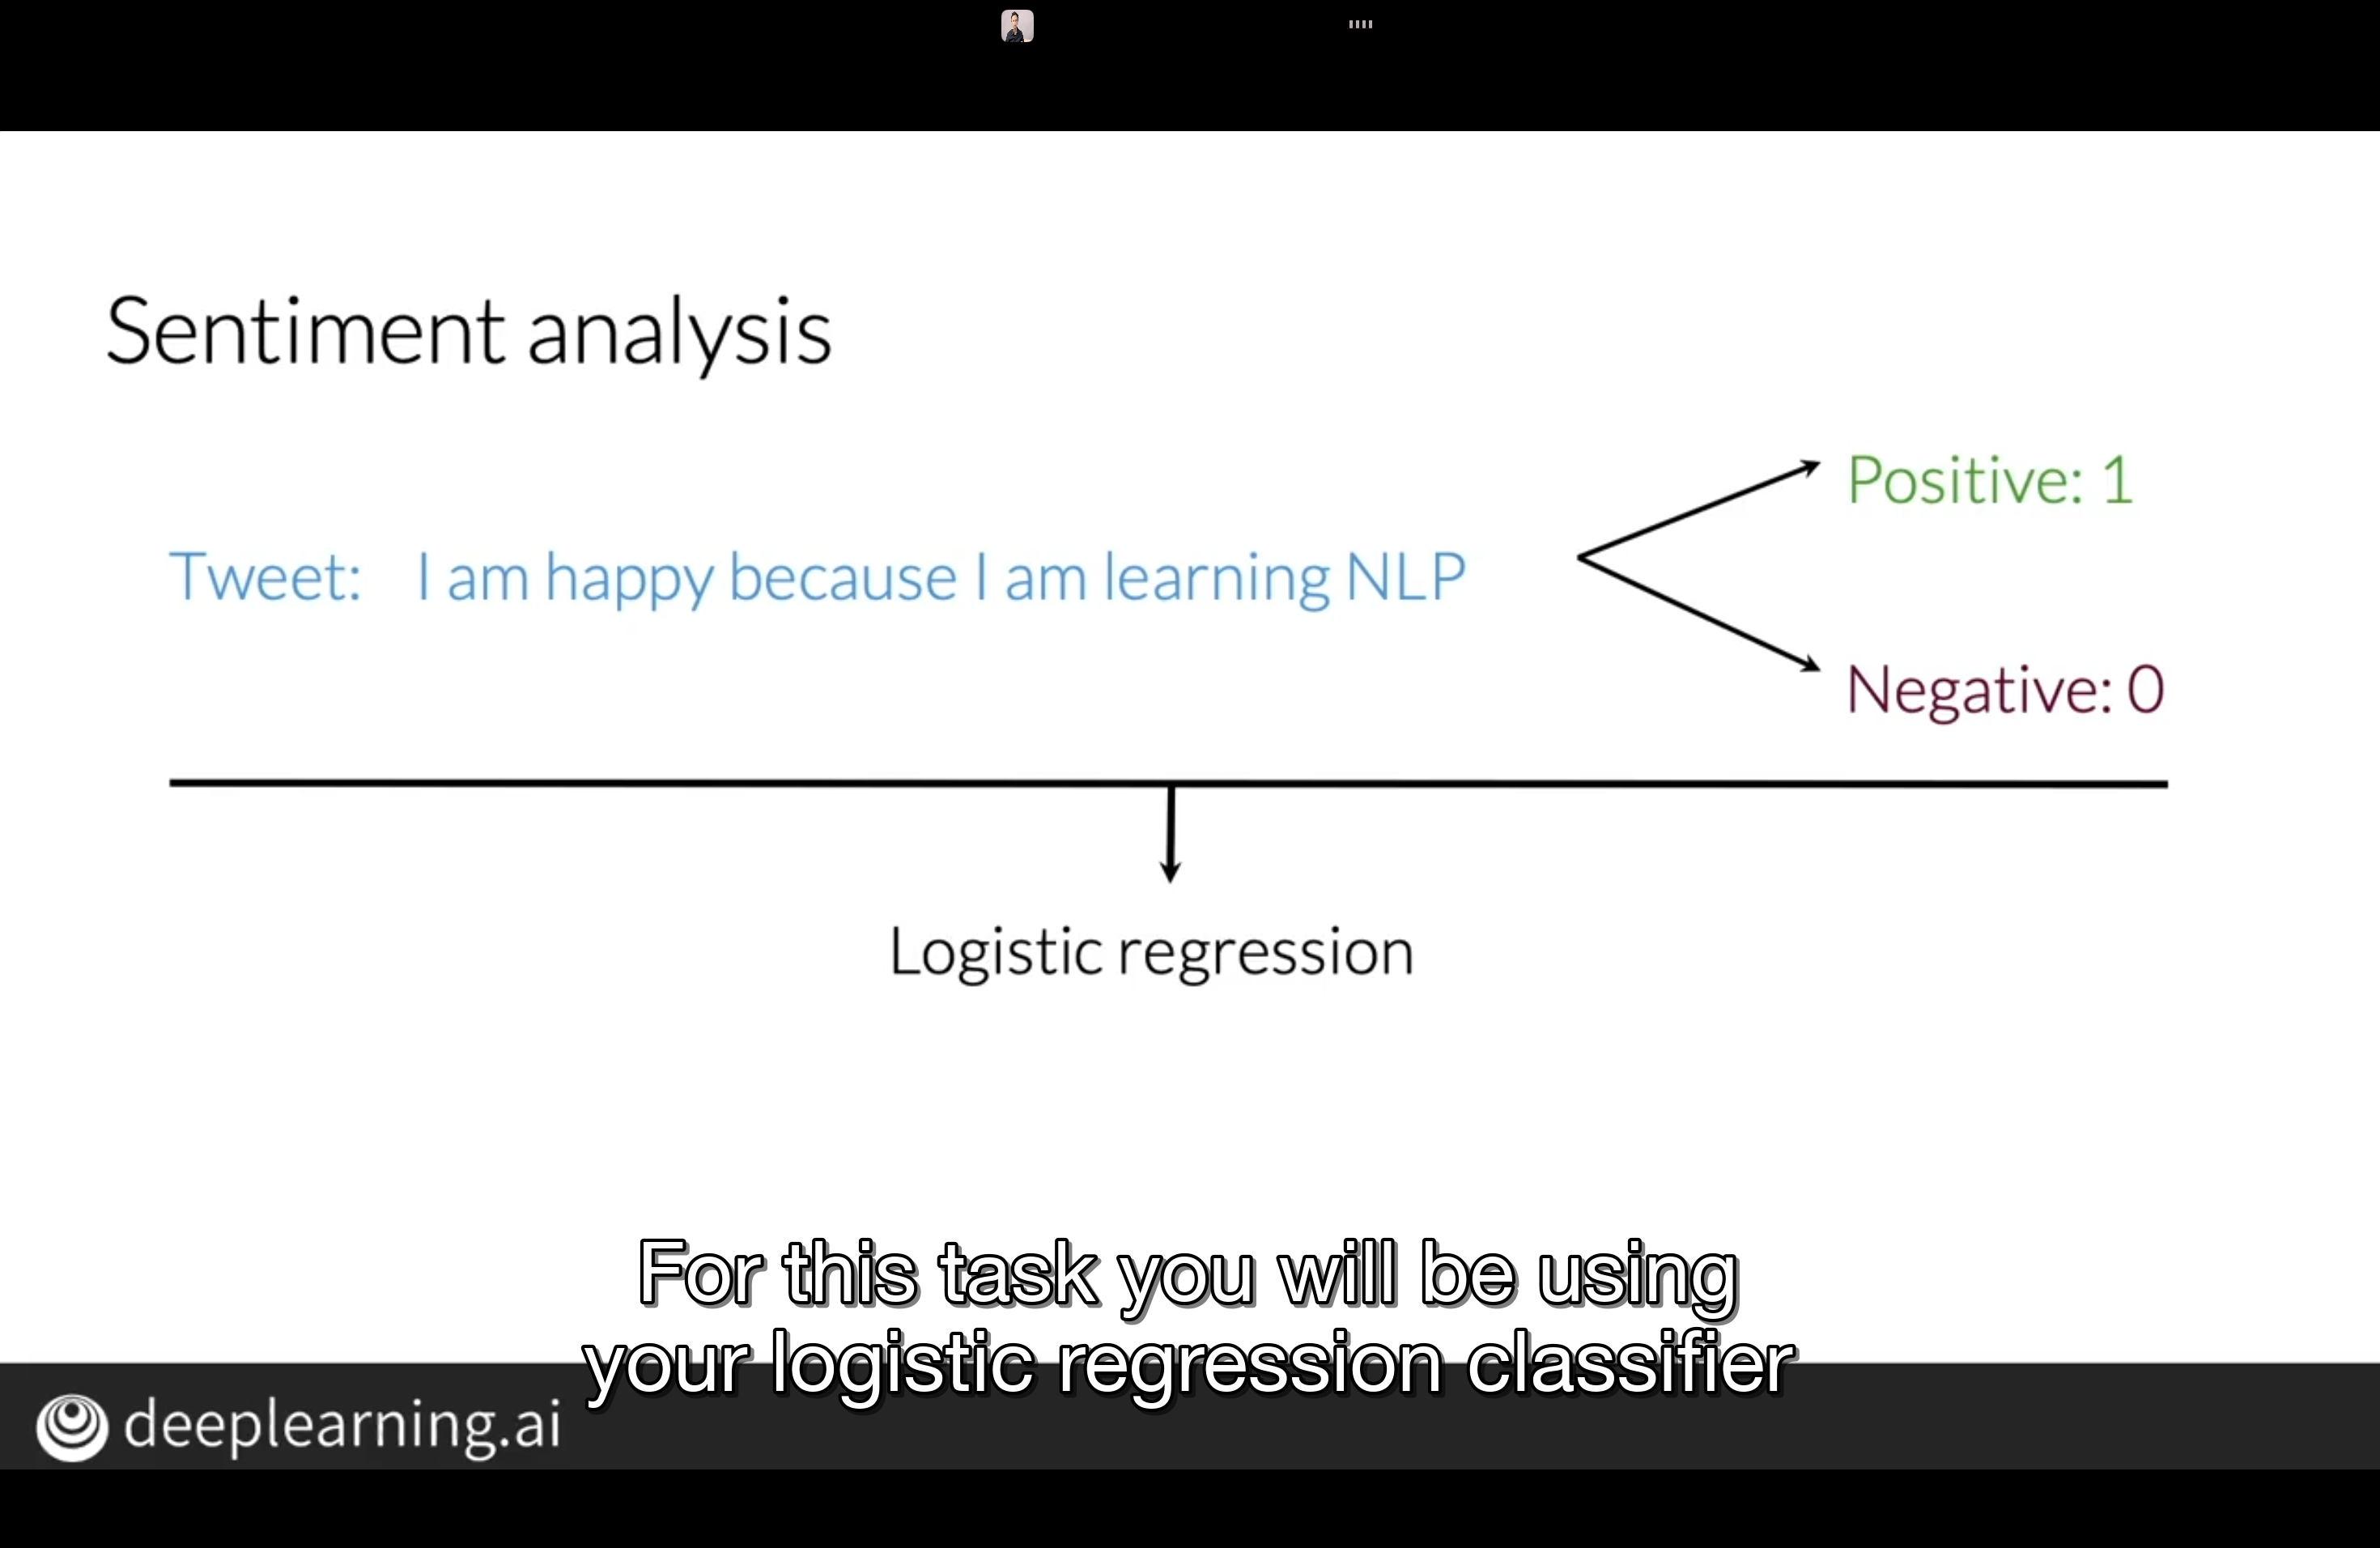 Sentiment analysis
Positive: 1
Tweet: I am happy because I am learning NLP
Negative: 0
Logistic regression
For this task you will be using
your logistic regression classifier
deeplearning.ai